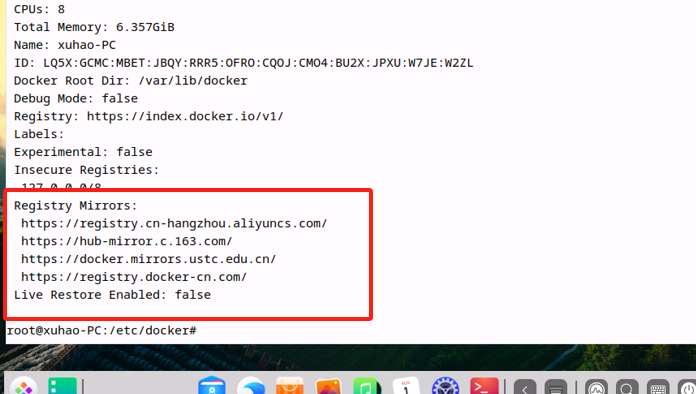 CPUs: 8
Total Memory: 6.357GiB
Name: xuhao-PC
ID: LQ5X:GCMC:MBET:JBQY:RRR5:OFRO:CQOJ:CMO4:BU2X:JPXU:W7JE:W2ZL
Docker Root Dir: /var/lib/docker
Debug Mode: false
Registry: https://index.docker.io/v1/
Labels:
Experimental: false
Insecure Registries:
127.0.0.0/8
Registry Mirrors:
https://registry.cn-hangzhou.aliyuncs.com/
https://hub-mirror.c.163.com/
https://docker.mirrors.ustc.edu.cn/
https://registry.docker-cn.com/
Live Restore Enabled: false
root@xuhao-PC:/etc/docker#
1